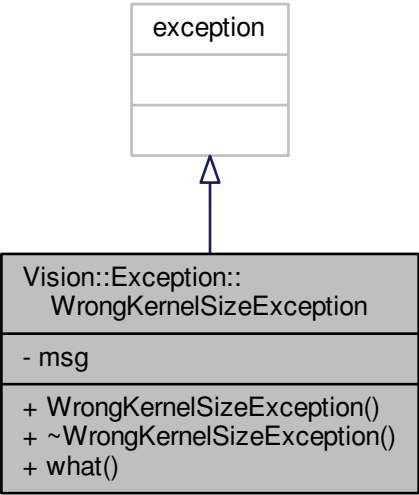 exception
Vision::Exception::
WrongKernelSizeException
- msg
+ WrongKernelSizeException()
+ ~WrongKernelSizeException()
+ what()